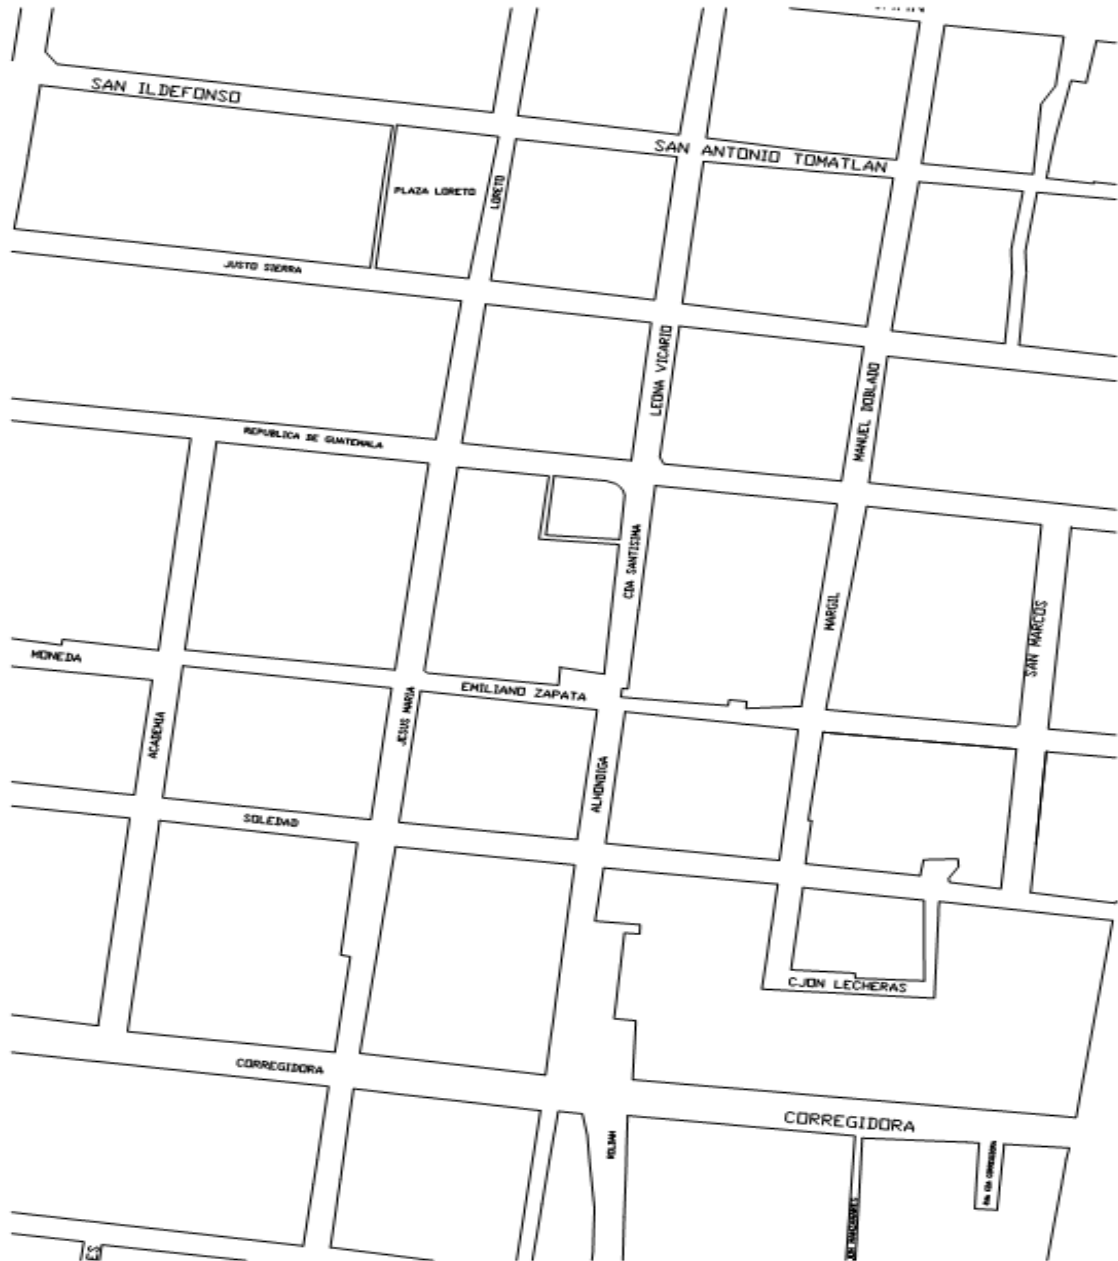 SAN ILDEFONSO
SAN ANTONIO TOMATLAN
PLAZA LORETO
LORETO
JUSTO SIERRA
LEONA VICARIO
MANUEL DOBLADO
REPUBLICA DE GUATEMALA
CDA SANTISIMA
MARGIL
SAN MARCOS
MONEDA
EMILIANO ZAPATA
ACADEMIA
JESUS MARIA
ALHONDIGA
SOLEDAD
CJON LECHERAS
CORREGIDORA
CORREGIDORA
ROLDAN
ES